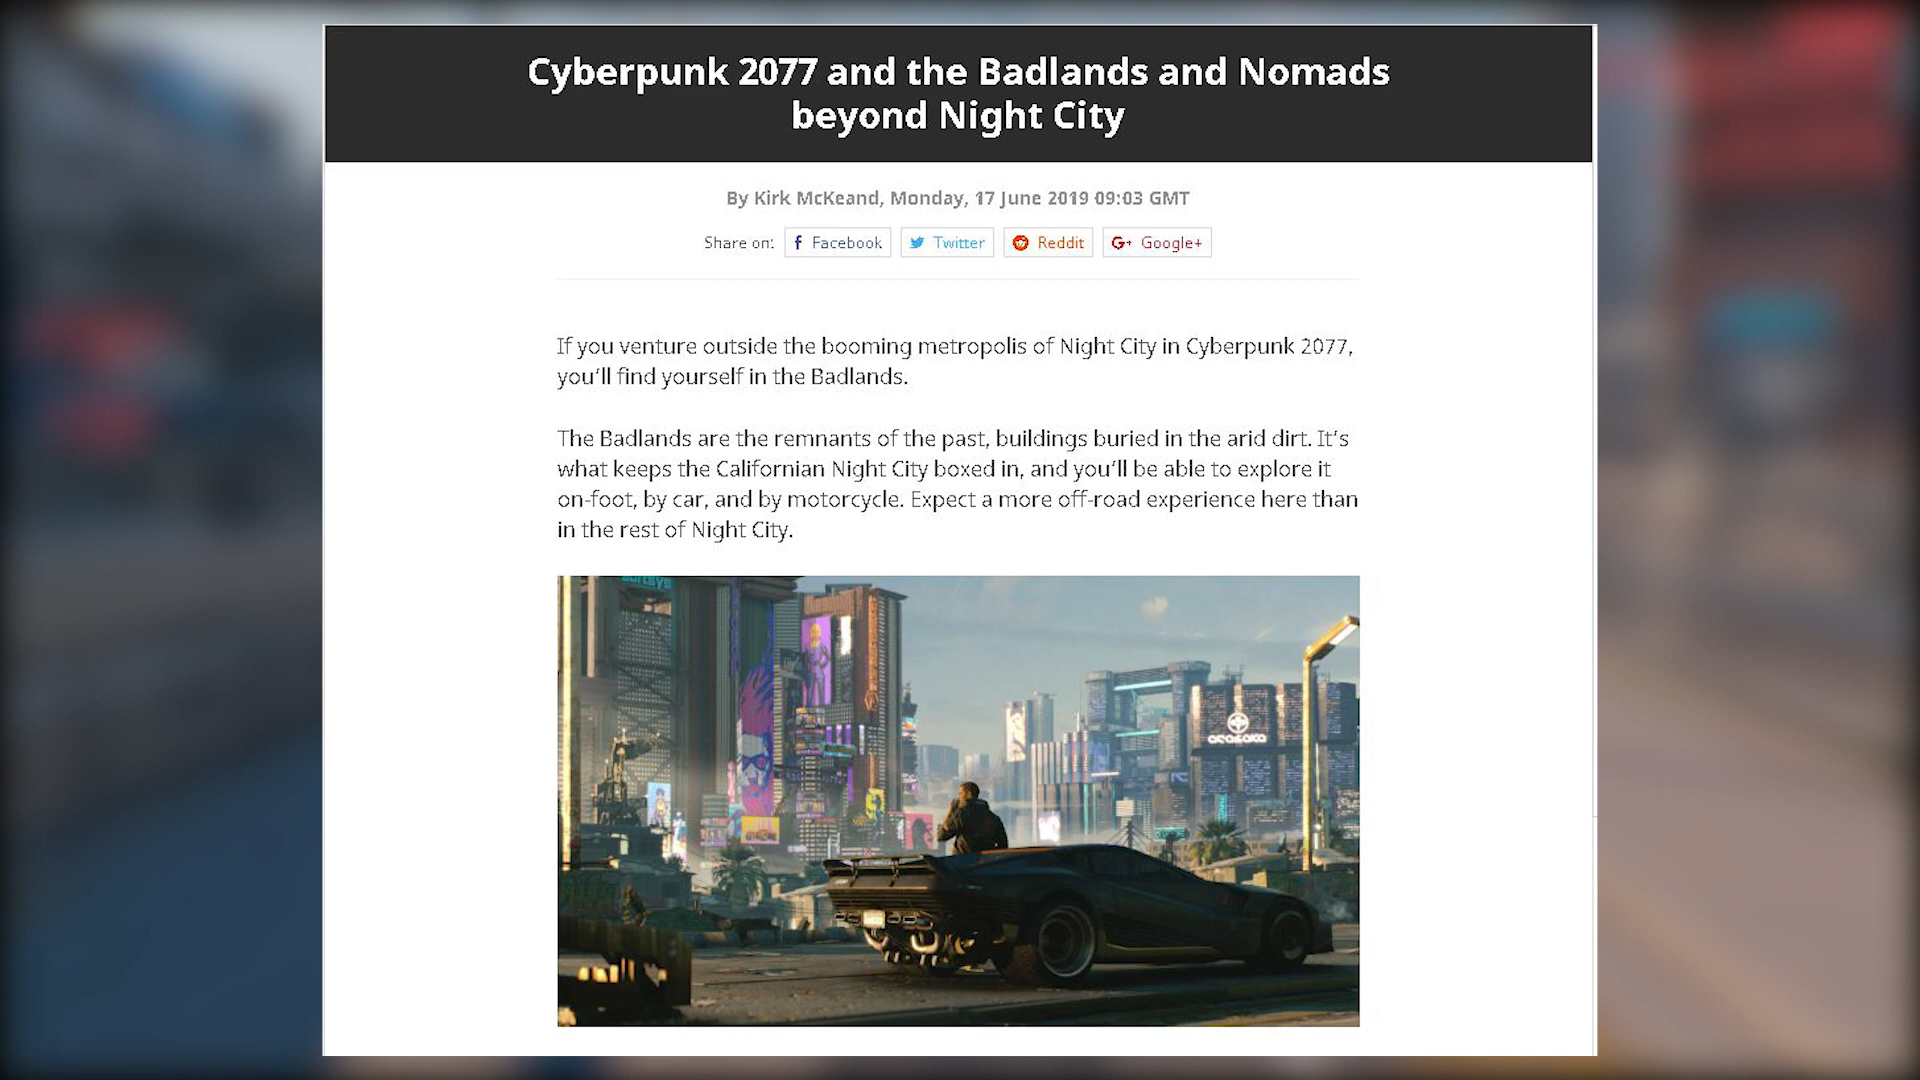 Cyberpunk 2077 and the Badlands and Nomads
beyond Night City
By Kirk McKeand, Monday, 17 June 2019 09:03 GMT
Share on: Facebook Twitter Reddit G+ Google+
If you venture outside the booming metropolis of Night City in Cyberpunk 2077,
you’ll find yourself in the Badlands.
The Badlands are the remnants of the past, buildings buried in the arid dirt. It’s
what keeps the Californian Night City boxed in, and you’ll be able to explore it
on-foot, by car, and by motorcycle. Expect a more off-road experience here than
in the rest of Night City.
arasaka